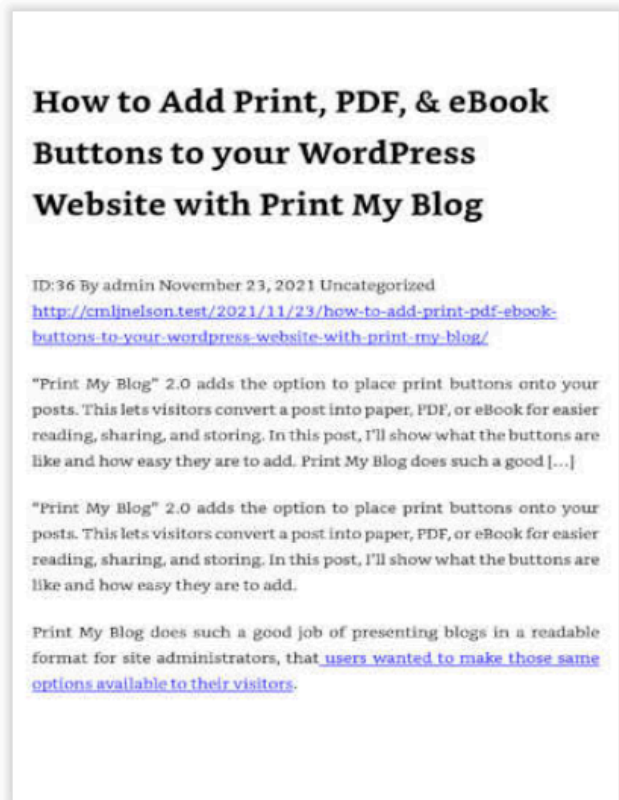 How to Add Print, PDF, & eBook
Buttons to your WordPress
Website with Print My Blog
ID:36 By admin November 23, 2021 Uncategorized
http://cmljnelson.test/2021/11/23/how-to-add-print-pdf-ebook-
buttons-to-your-wordpress-website-with-print-my-blog/
"Print My Blog" 2.0 adds the option to place print buttons onto your
posts. This lets visitors convert a post into paper, PDF, or eBook for easier
reading, sharing, and storing. In this post, I'll show what the buttons are
like and how easy they are to add. Print My Blog does such a good [...]
"Print My Blog" 2.0 adds the option to place print buttons onto your
posts. This lets visitors convert a post into paper, PDF, or eBook for easier
reading, sharing, and storing. In this post, I'll show what the buttons are
like and how easy they are to add.
Print My Blog does such a good job of presenting blogs in a readable
format for site administrators, that users wanted to make those same
options available to their visitors.